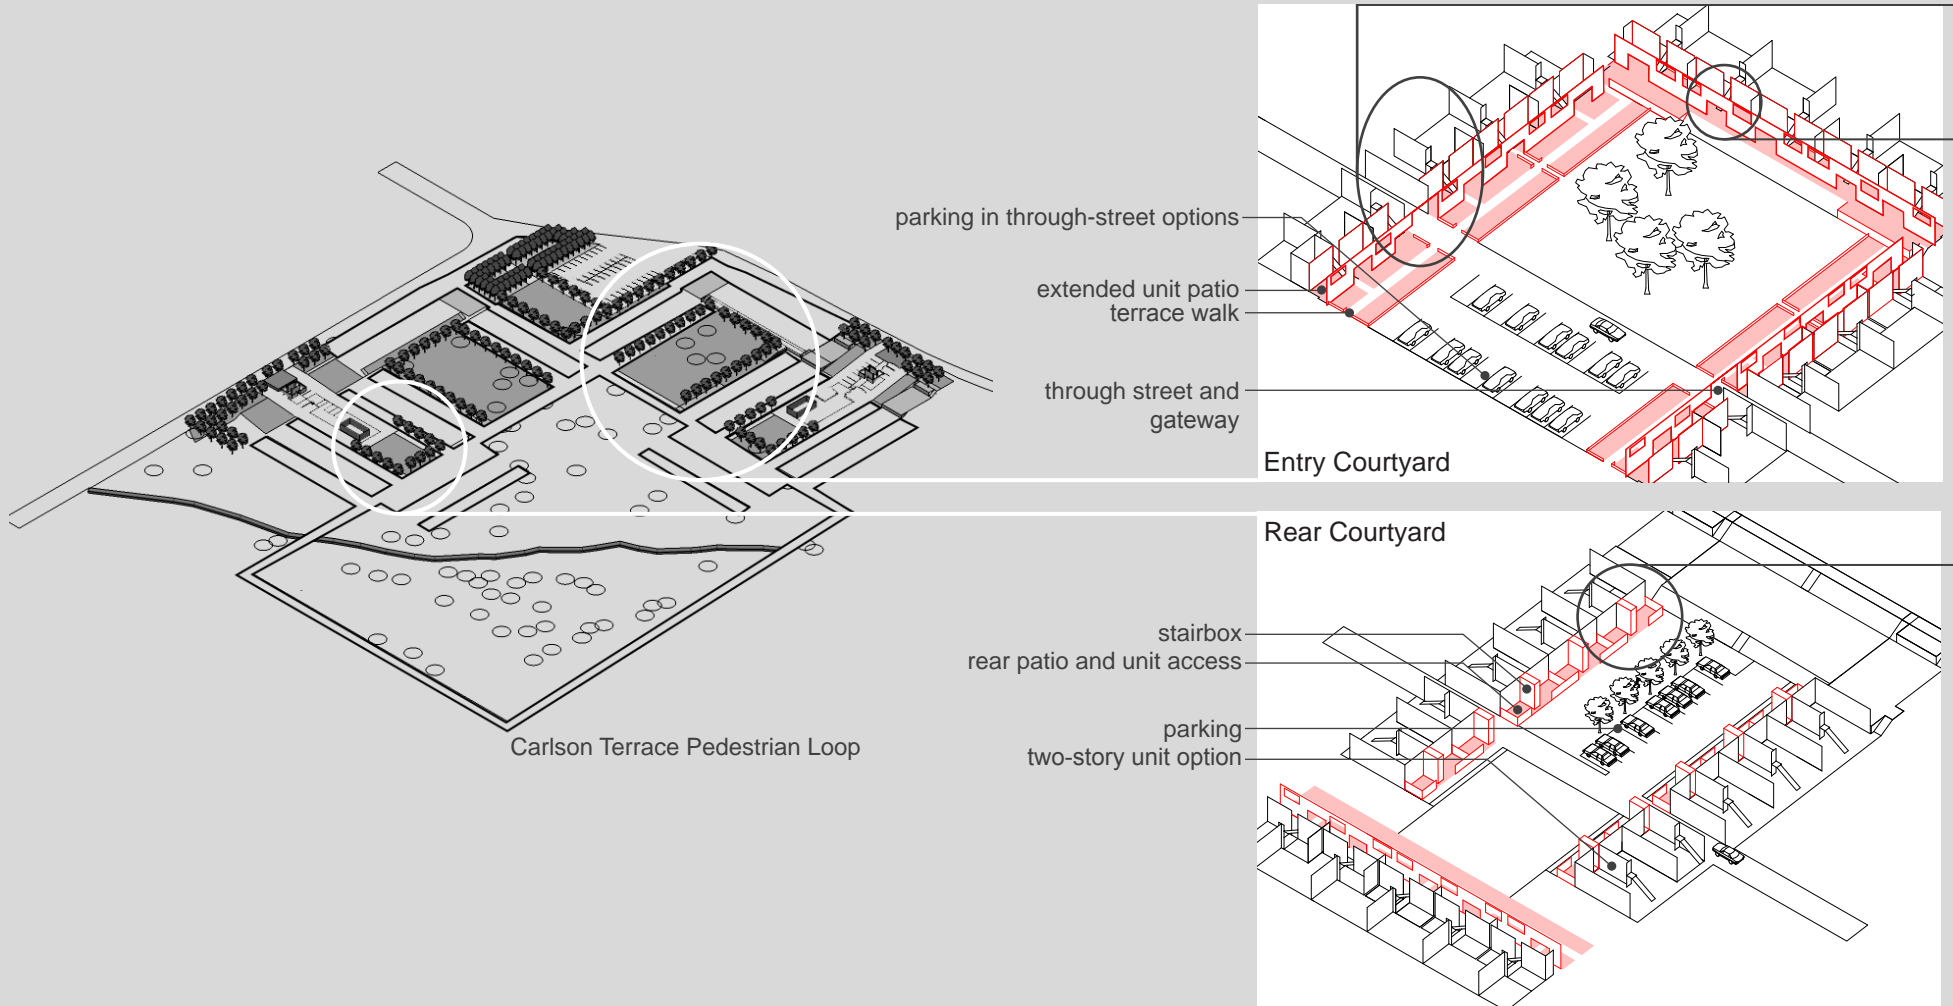 parking in through-street options
extended unit patio
terrace walk
through street and
gateway
Entry Courtyard
Rear Courtyard
stairbox
rear patio and unit access
parking
two-story unit option
Carlson Terrace Pedestrian Loop